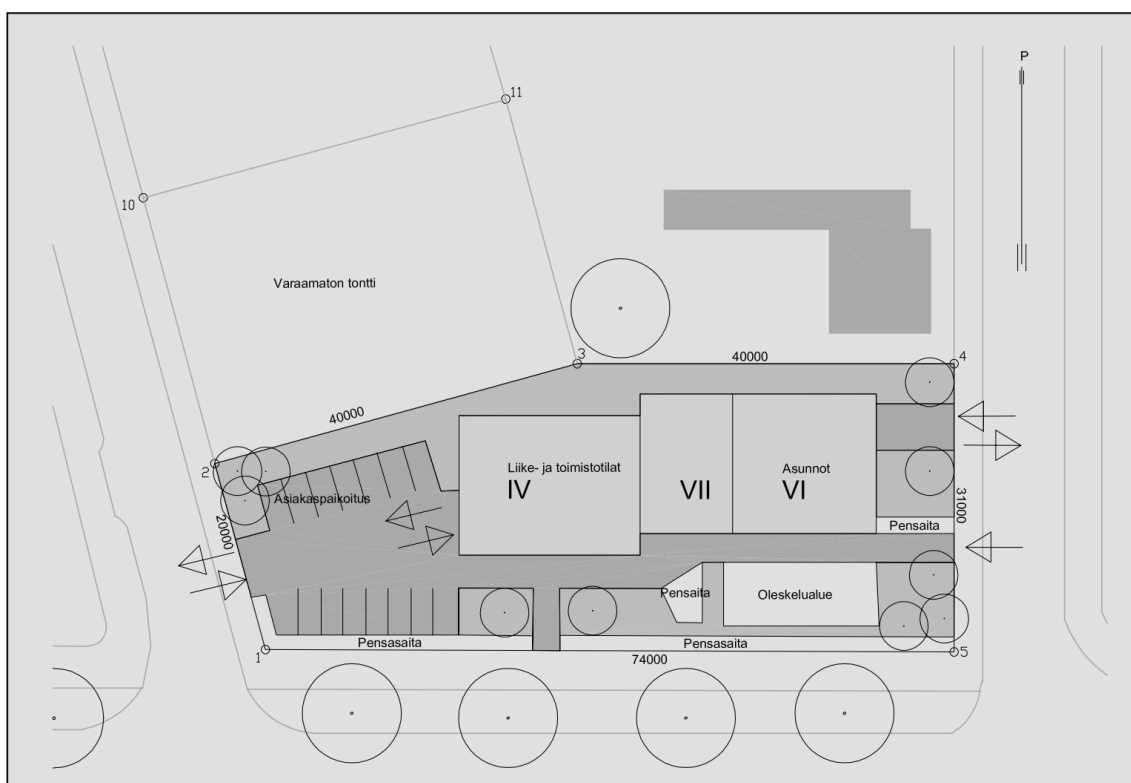 P
11
10
Varaamaton tontti
3
40000
4
40000
2
Liike- ja toimistotilat
Asunnot
IV
VII
VI
Asiakaspaikoitus
20000
31000
Pensaita
Pensaita
Oleskelualue
Pensasaita
Pensasaita
1
74000
5